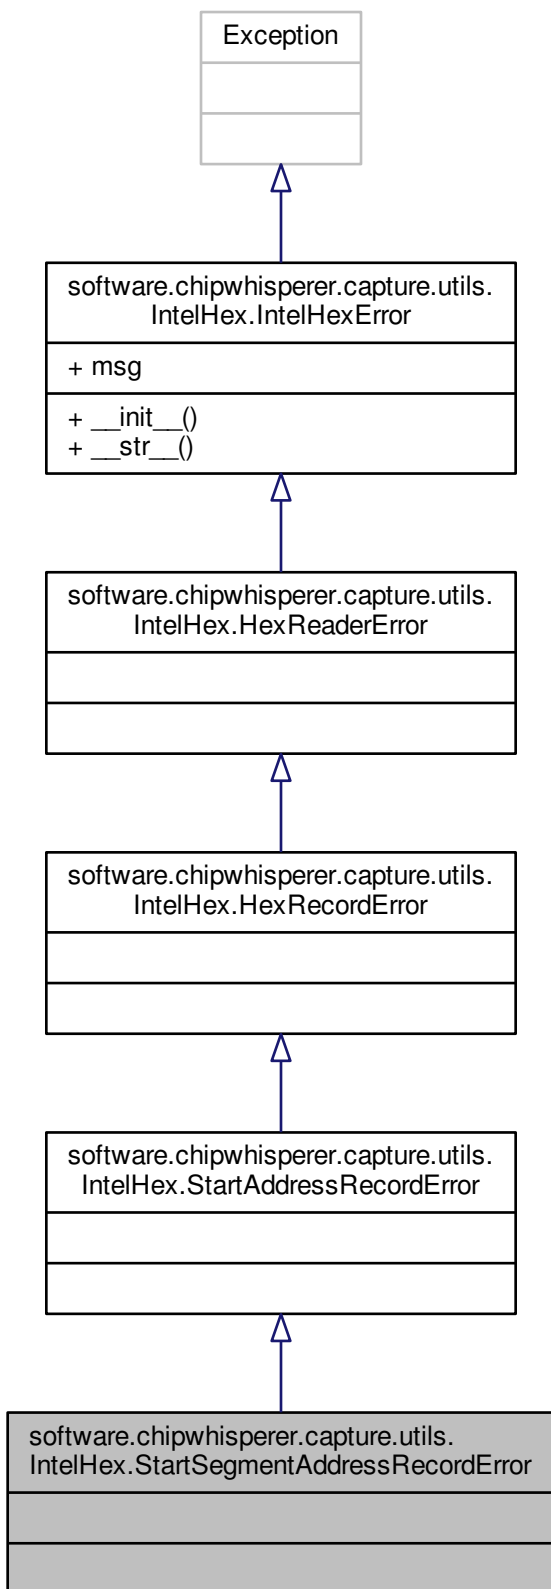 Exception
software.chipwhisperer.capture.utils.
IntelHex.IntelHexError
+ msg
+ __init__()
+ __str__()
software.chipwhisperer.capture.utils.
IntelHex.HexReaderError
software.chipwhisperer.capture.utils.
IntelHex.HexRecordError
software.chipwhisperer.capture.utils.
IntelHex.StartAddressRecordError
software.chipwhisperer.capture.utils.
IntelHex.StartSegmentAddressRecordError